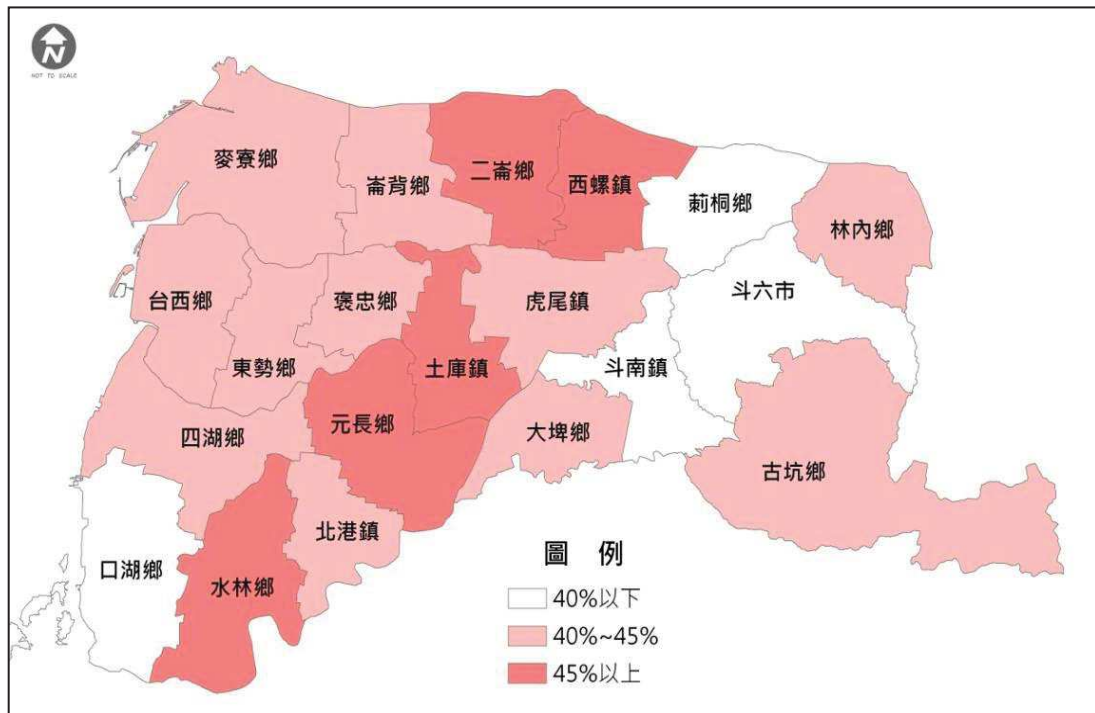 N
NOT TO SCALE
麥寮鄉
崙背鄉
二崙鄉
西螺鎮
莿桐鄉
林內鄉
台西鄉
東勢鄉
褒忠鄉
虎尾鎮
斗六市
土庫鎮
斗南鎮
元長鄉
大埤鄉
四湖鄉
古坑鄉
北港鎮
口湖鄉
水林鄉
圖 例
40%以下
40%~45%
45%以上